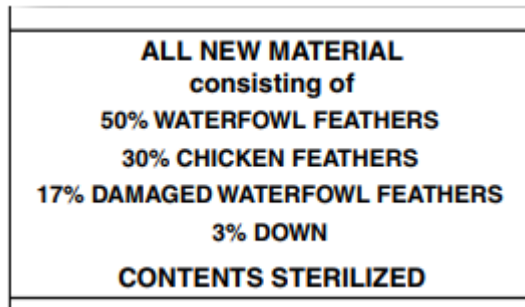 ALL NEW MATERIAL
consisting of
50% WATERFOWL FEATHERS
30% CHICKEN FEATHERS
17% DAMAGED WATERFOWL FEATHERS
3% DOWN
CONTENTS STERILIZED